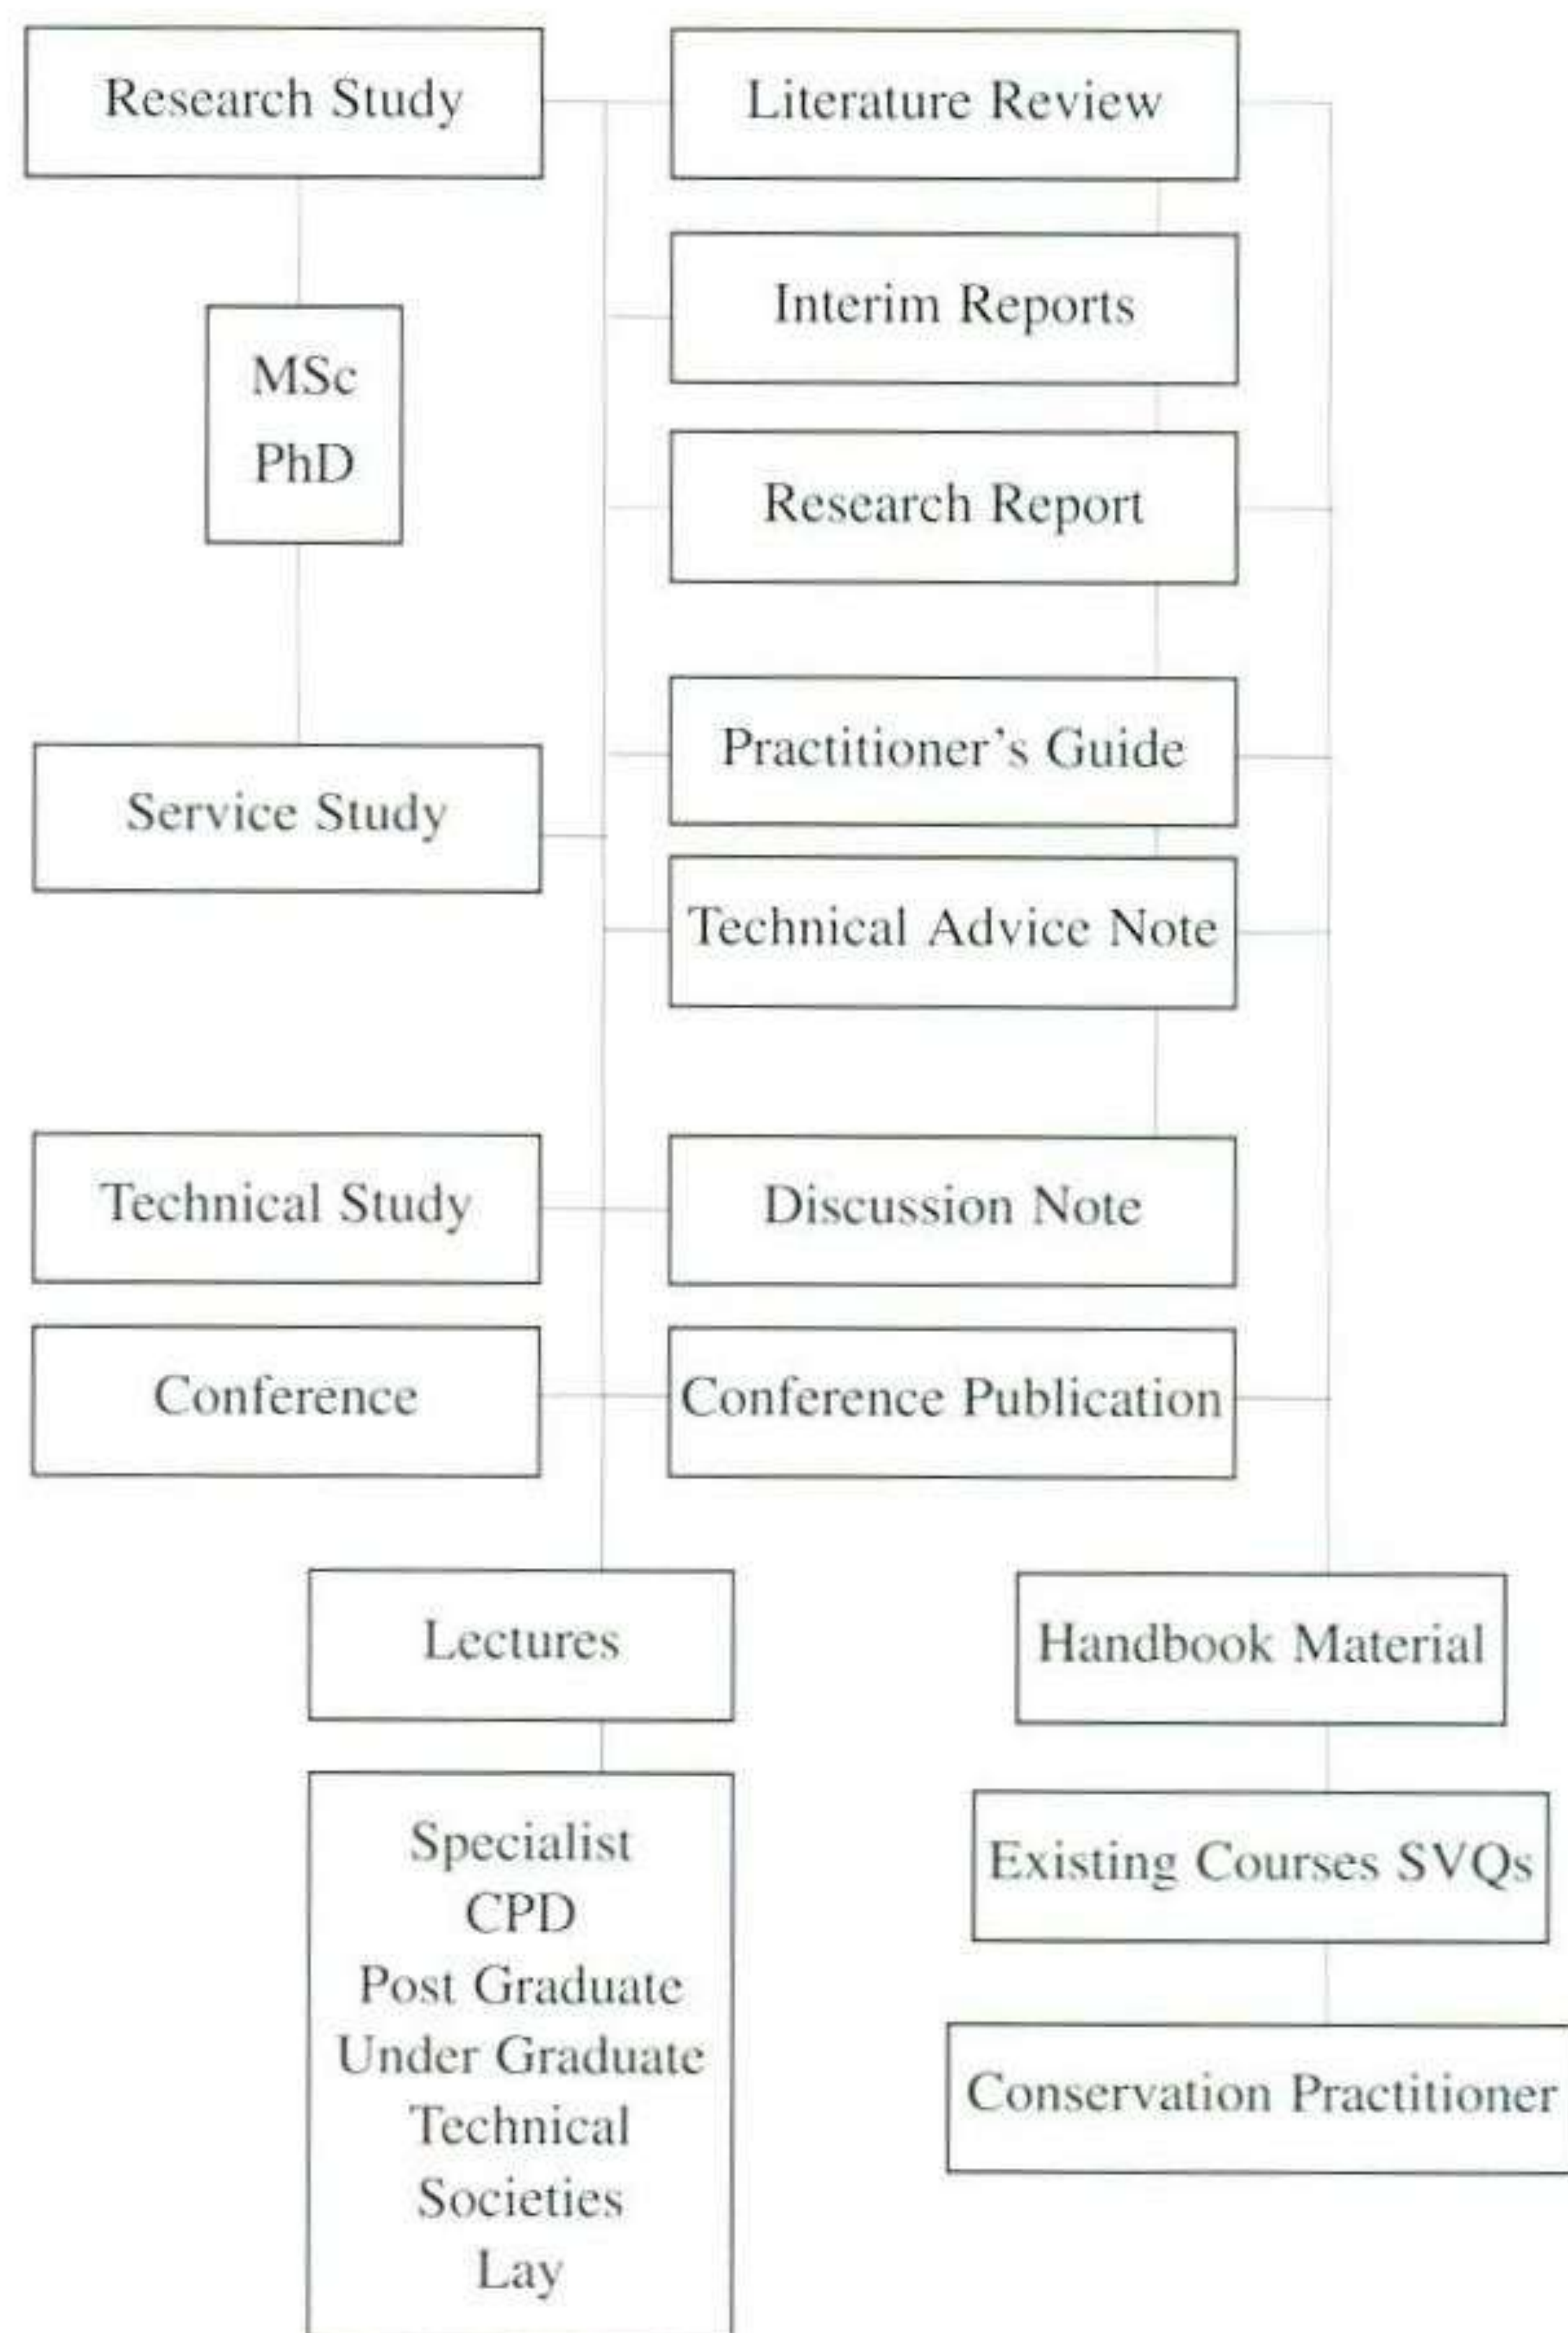 Research Study
Literature Review
Interim Reports
MSc
PhD
Research Report
Practitioner's Guide
Service Study
Technical Advice Note
Technical Study
Discussion Note
Conference
Conference Publication
Lectures
Handbook Material
Specialist
CPD
Post Graduate
Under Graduate
Technical
Societies
Lay
Existing Courses SVQs
Conservation Practitioner